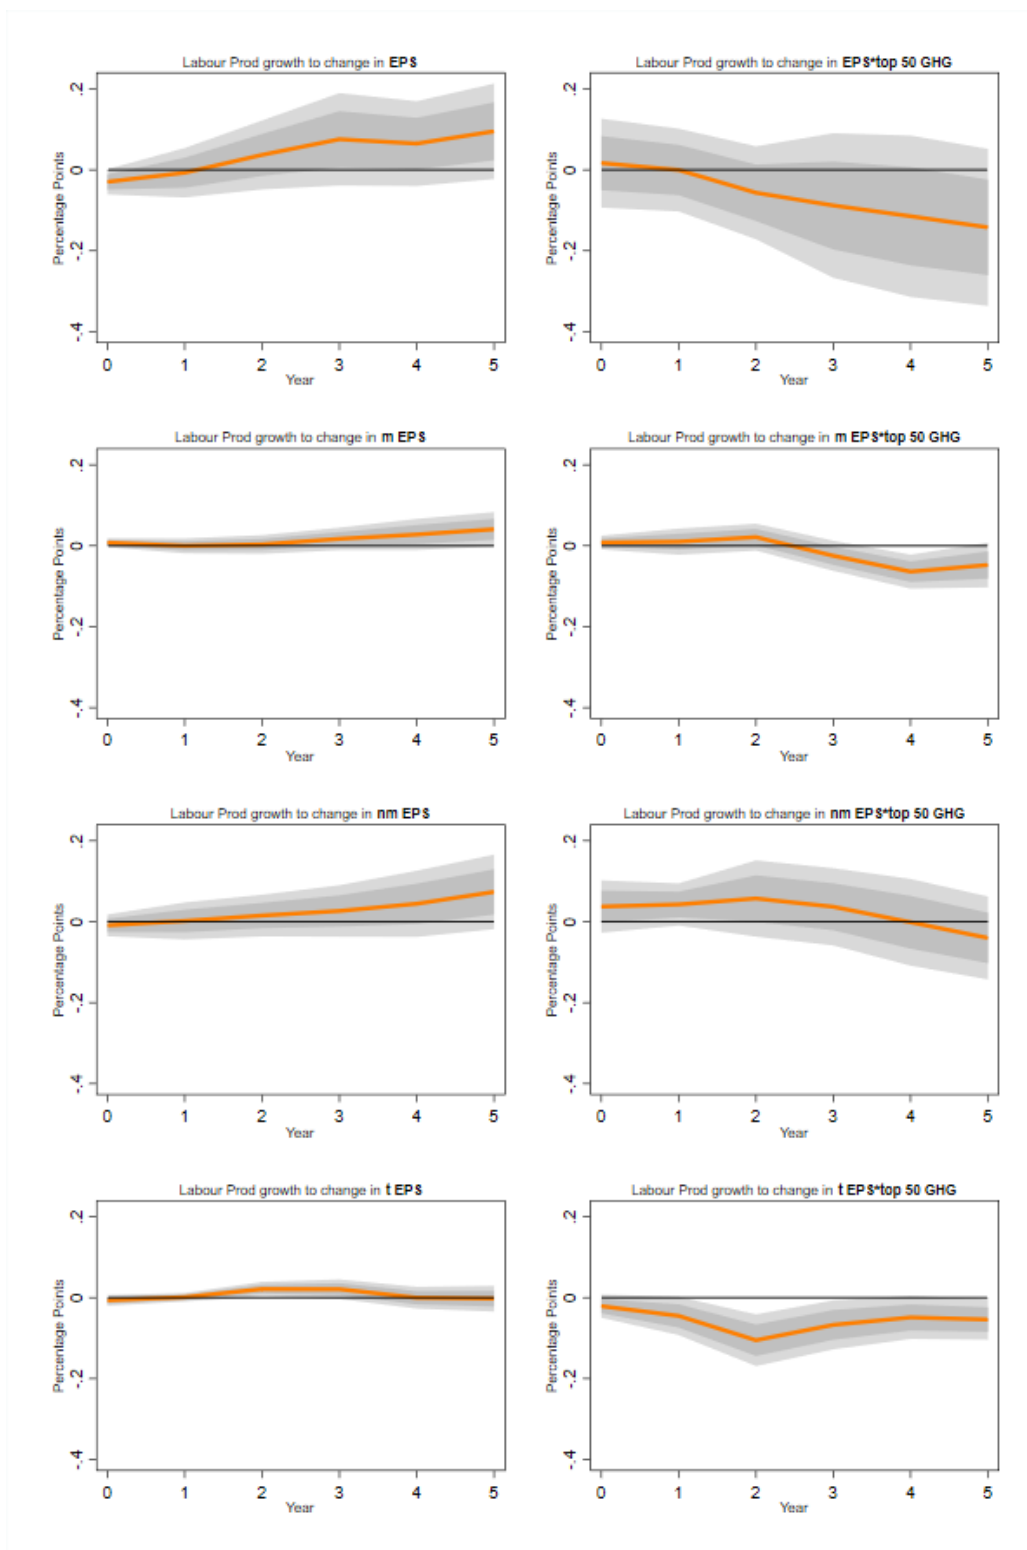 Labour Prod growth to change in EPS
Percentage Points
.2
0
-.2
-.4
0 1 2 3 4 5
Year
Labour Prod growth to change in EPS*top 50 GHG
Percentage Points
.2
0
-.2
-.4
0 1 2 3 4 5
Year
Labour Prod growth to change in m EPS
Percentage Points
.2
0
-.2
-.4
0 1 2 3 4 5
Year
Labour Prod growth to change in m EPS*top 50 GHG
Percentage Points
.2
0
-.2
-.4
0 1 2 3 4 5
Year
Labour Prod growth to change in nm EPS
Percentage Points
.2
0
-.2
-.4
0 1 2 3 4 5
Year
Labour Prod growth to change in nm EPS*top 50 GHG
Percentage Points
.2
0
-.2
-.4
0 1 2 3 4 5
Year
Labour Prod growth to change in t EPS
Percentage Points
.2
0
-.2
-.4
0 1 2 3 4 5
Year
Labour Prod growth to change in t EPS*top 50 GHG
Percentage Points
.2
0
-.2
-.4
0 1 2 3 4 5
Year